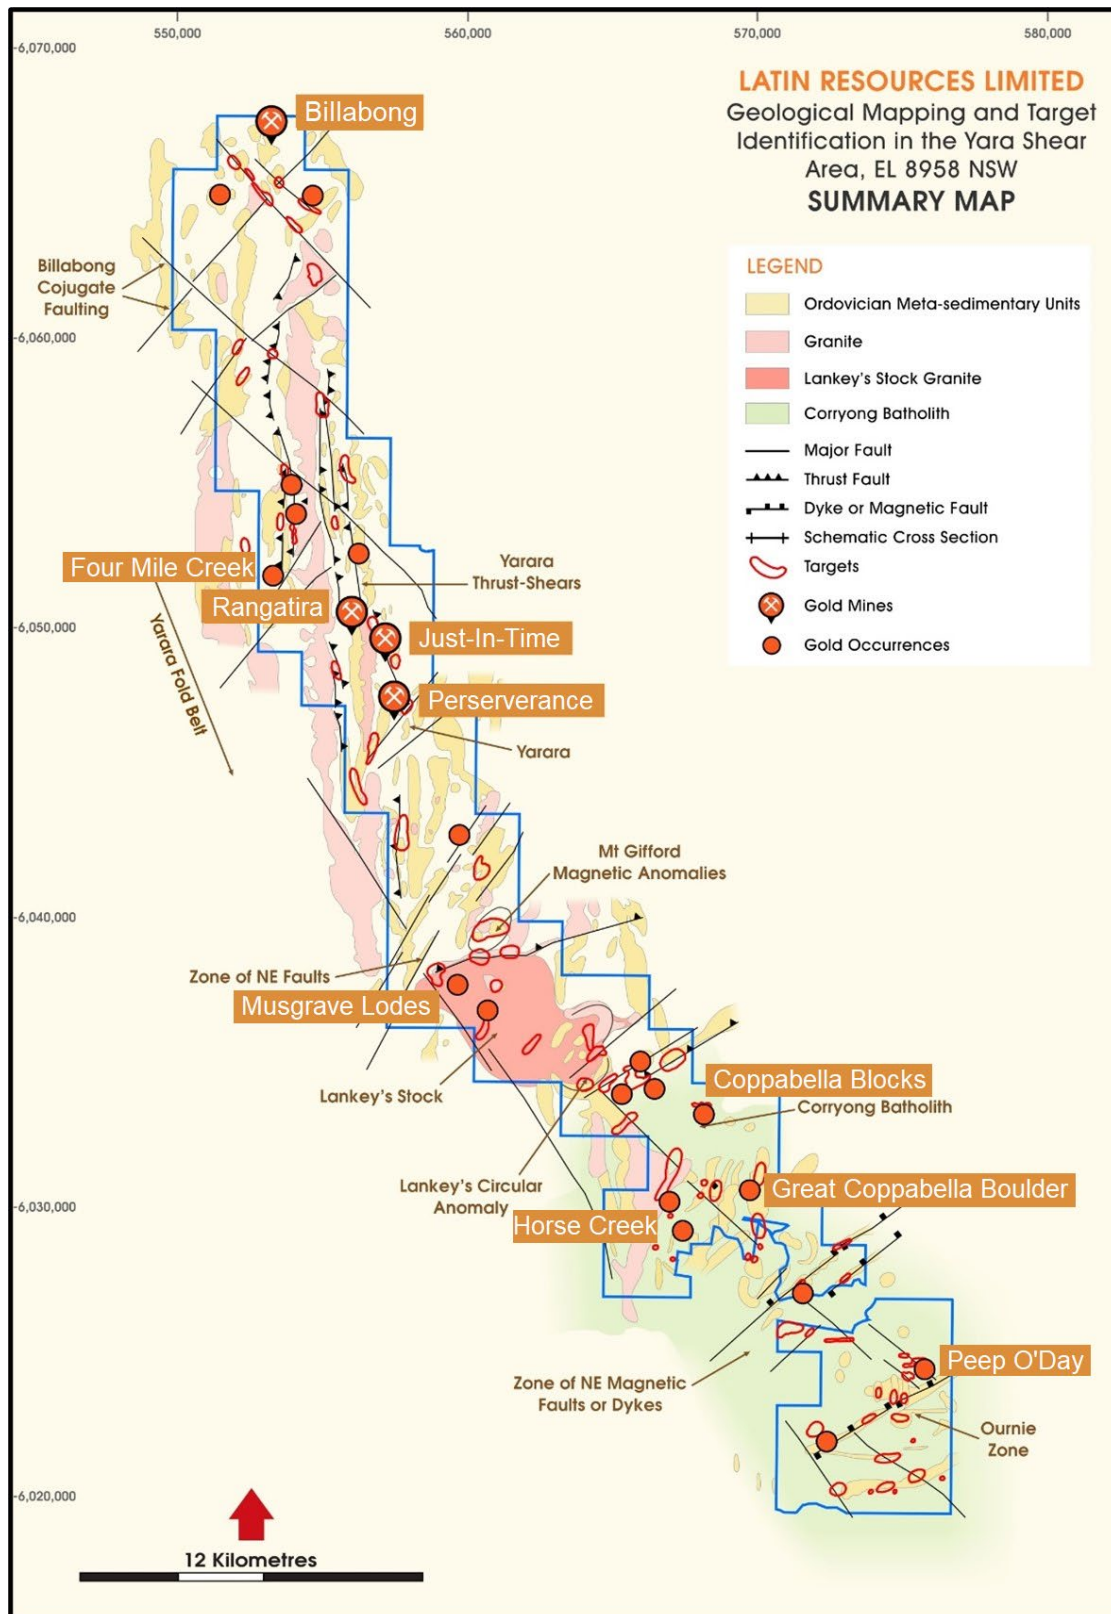 550,000
560,000
570,000
580,000
6,070,000
LATIN RESOURCES LIMITED
Geological Mapping and Target
Identification in the Yara Shear
Area, EL 8958 NSW
SUMMARY MAP
Billabong
LEGEND
Ordovician Meta-sedimentary Units
Granite
Lankey's Stock Granite
Corryong Batholith
Major Fault
Thrust Fault
Dyke or Magnetic Fault
Schematic Cross Section
Targets
Gold Mines
Gold Occurrences
Billabong
Cojugate
Faulting
6,060,000
Four Mile Creek
Yarara
Thrust-Shears
Rangatira
6,050,000
Just-In-Time
Yarara Fold Belt
Perserverance
Yarara
Mt Gifford
Magnetic Anomalies
6,040,000
Zone of NE Faults
Musgrave Lodes
Lankey's Stock
Coppabella Blocks
Corryong Batholith
Lankey's Circular
Anomaly
Great Coppabella Boulder
6,030,000
Horse Creek
Peep O'Day
Zone of NE Magnetic
Faults or Dykes
Ournie
Zone
6,020,000
12 Kilometres